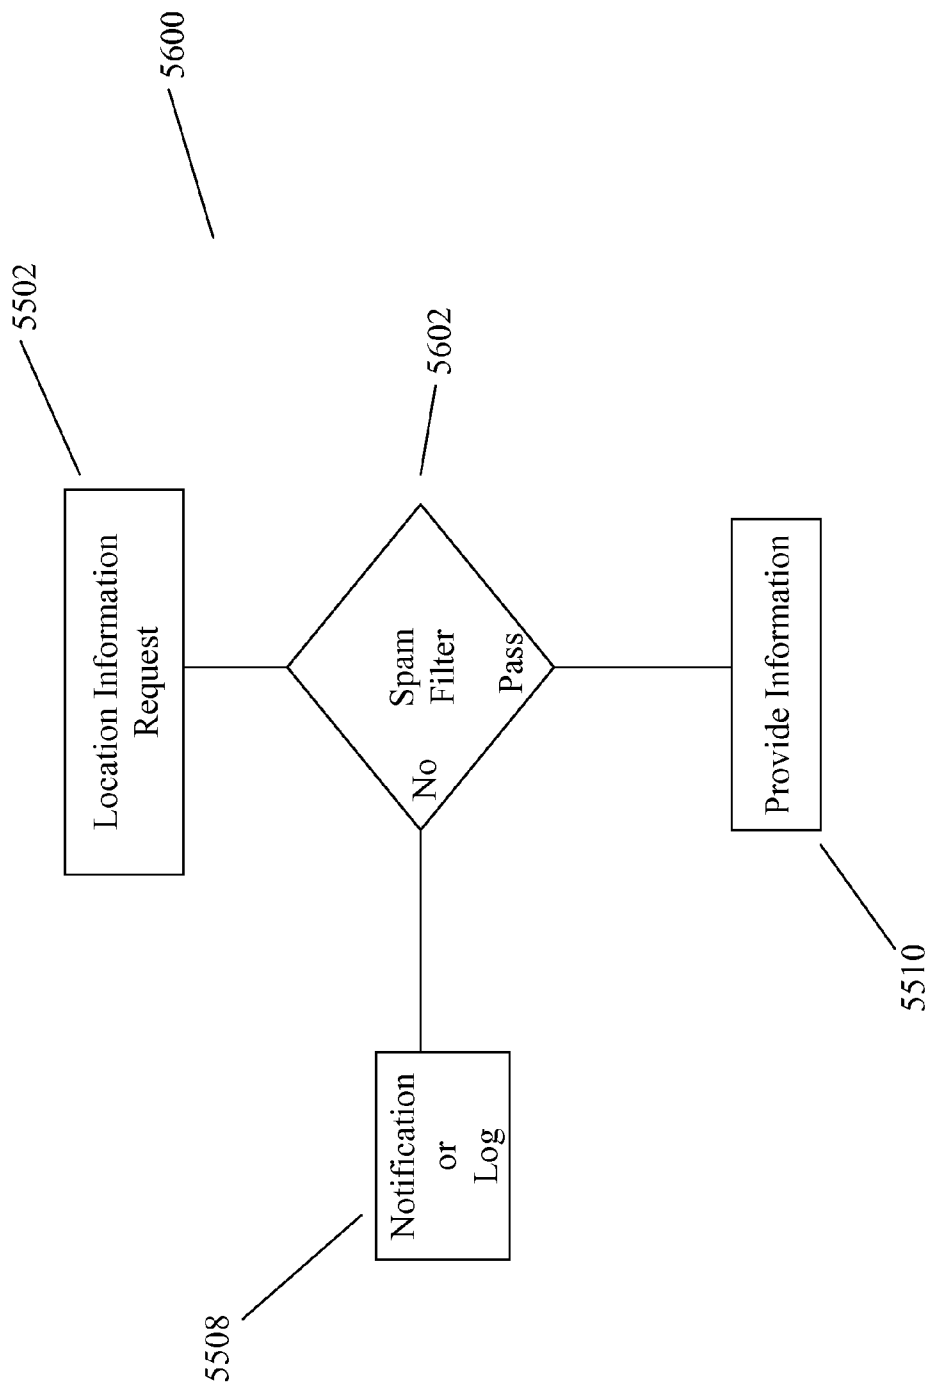 5600
5502
Location Information
Request
5602
Spam
Filter
No
Pass
Notification
or
Log
5508
Provide Information
5510